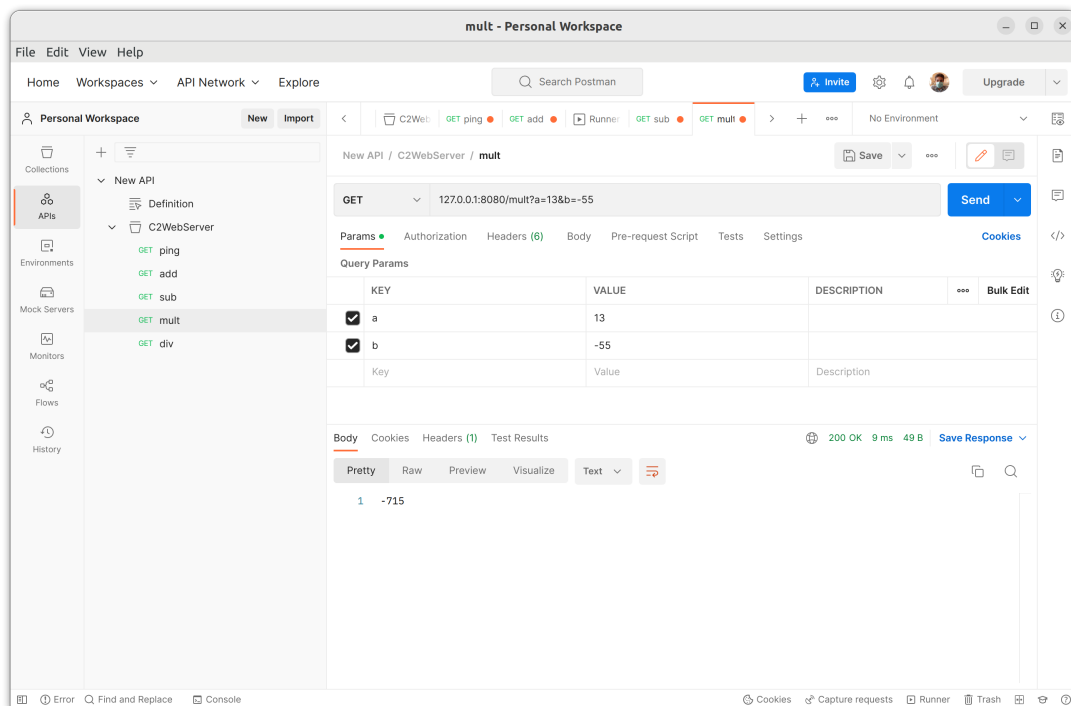 mult - Personal Workspace
File Edit View Help
Home Workspaces API Network Explore Search Postman Invite Upgrade
Personal Workspace New Import C2Web GET ping GET add Runner GET sub GET mult No Environment
Collections
APIs
Environments
Mock Servers
Monitors
Flows
History
New API
Definition
C2WebServer
GET ping
GET add
GET sub
GET mult
GET div
New API / C2WebServer / mult Save
GET 127.0.0.1:8080/mult?a=13&b=-55 Send
Params Authorization Headers (6) Body Pre-request Script Tests Settings Cookies
Query Params
KEY VALUE DESCRIPTION Bulk Edit
a 13
b -55
Key Value Description
Body Cookies Headers (1) Test Results 200 OK 9 ms 49 B Save Response
Pretty Raw Preview Visualize Text
1 -715
Error Find and Replace Console Cookies Capture requests Runner Trash